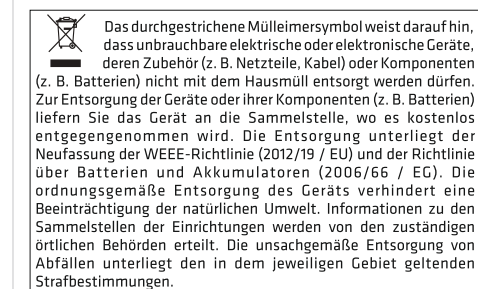 Das durchgestrichene Mülleimersymbol weist darauf hin,
dass unbrauchbare elektrische oder elektronische Geräte,
deren Zubehör (z. B. Netzteile, Kabel) oder Komponenten
(z. B. Batterien) nicht mit dem Hausmüll entsorgt werden dürfen.
Zur Entsorgung der Geräte oder ihrer Komponenten (z. B. Batterien)
liefern Sie das Gerät an die Sammelstelle, wo es kostenlos
entgegengenommen wird. Die Entsorgung unterliegt der
Neufassung der WEEE-Richtlinie (2012/19 / EU) und der Richtlinie
über Batterien und Akkumulatoren (2006/66 / EG). Die
ordnungsgemäße Entsorgung des Geräts verhindert eine
Beeinträchtigung der natürlichen Umwelt. Informationen zu den
Sammelstellen der Einrichtungen werden von den zuständigen
örtlichen Behörden erteilt. Die unsachgemäße Entsorgung von
Abfällen unterliegt den in dem jeweiligen Gebiet geltenden
Strafbestimmungen.